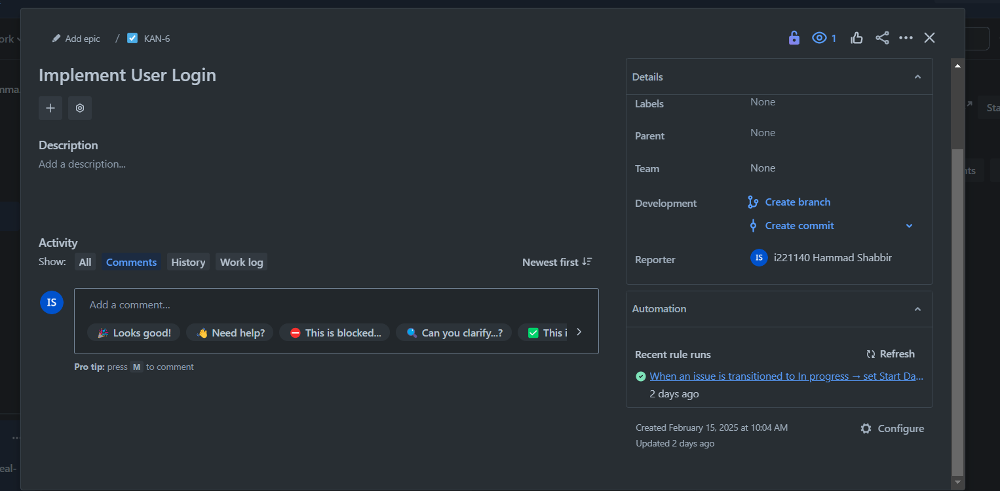 Add epic / KAN-6
1
Implement User Login
Description
Add a description...
Activity
Show: All Comments History Work log
Newest first
IS
Add a comment...
Looks good! Need help? This is blocked... Can you clarify...? This i
Pro tip: press M to comment
Details
Labels None
Parent None
Team None
Development Create branch
Create commit
Reporter IS i221140 Hammad Shabbir
Automation
Recent rule runs Refresh
When an issue is transitioned to In progress → set Start Da...
2 days ago
Created February 15, 2025 at 10:04 AM
Configure
Updated 2 days ago